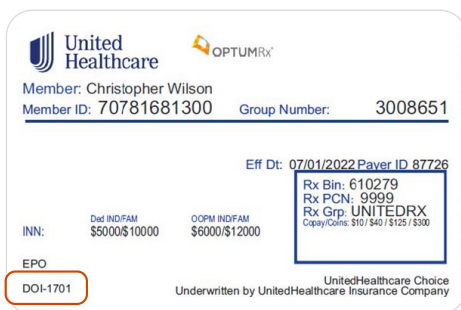 United
Healthcare
OPTUMRx®
Member: Christopher Wilson
Member ID: 70781681300 Group Number: 3008651
Eff Dt: 07/01/2022 Payer ID 87726
Rx Bin: 610279
Rx PCN: 9999
Rx Grp: UNITEDRX
Copay/Coins: $10 / $40 / $125 / $300
Ded IND/FAM OOPM IND/FAM
INN: $5000/$10000 $6000/$12000
EPO
DOI-1701
UnitedHealthcare Choice
Underwritten by UnitedHealthcare Insurance Company